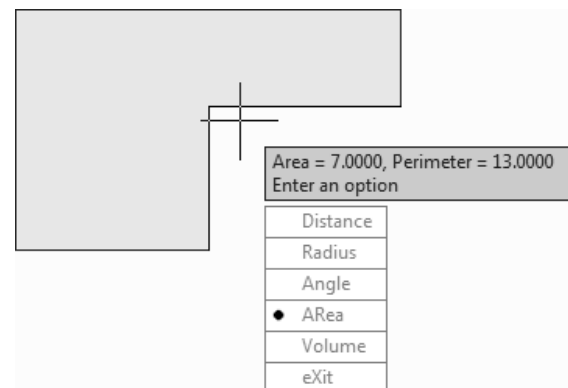 Area = 7.0000, Perimeter = 13.0000
Enter an option
Distance
Radius
Angle
ARea
Volume
eXit